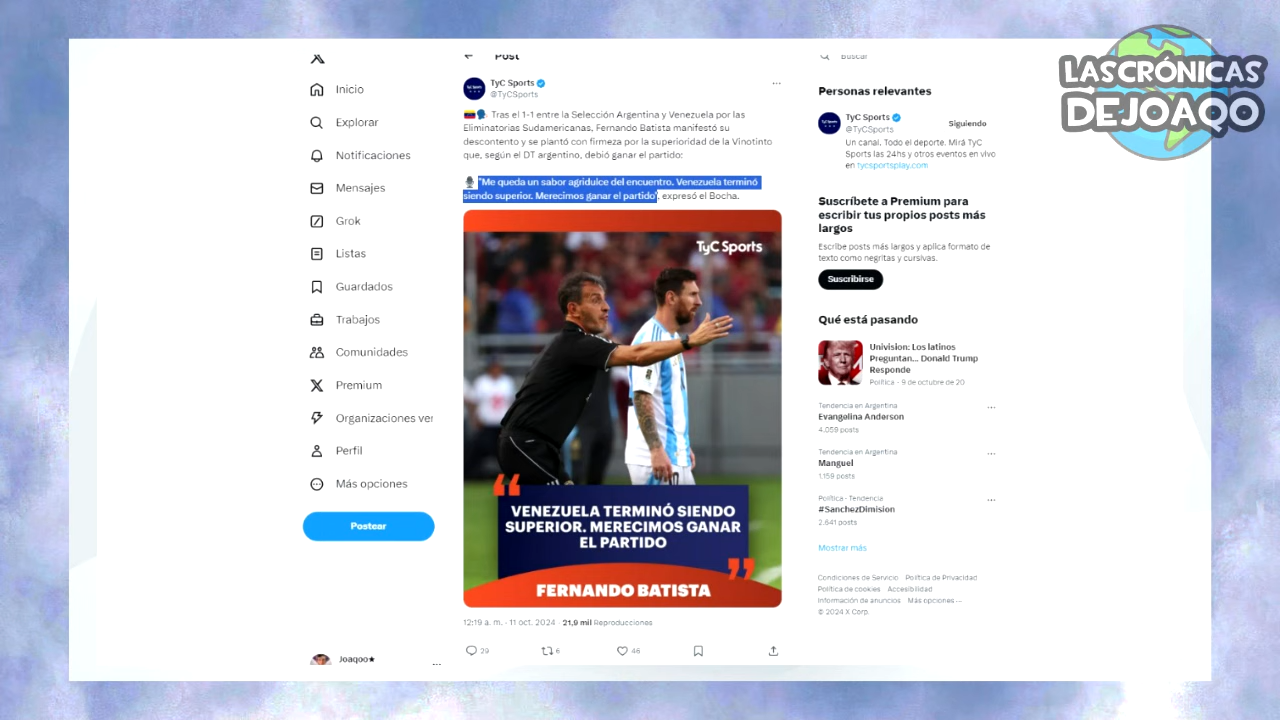 LAS CRÓNICAS
DE JOAQO
Inicio
Explorar
Notificaciones
Mensajes
Grok
Listas
Guardados
Trabajos
Comunidades
Premium
Organizaciones ver
Perfil
Más opciones
Postear
Joaqoo★
Post
TyC Sports
@TyCSports
Tras el 1-1 entre la Selección Argentina y Venezuela por las
Eliminatorias Sudamericanas, Fernando Batista manifestó su
descontento y se plantó con firmeza por la superioridad de la Vinotinto
que, según el DT argentino, debió ganar el partido:
"Me queda un sabor agridulce del encuentro. Venezuela terminó
siendo superior. Merecimos ganar el partido", expresó el Bocha.
TyC Sports
VENEZUELA TERMINÓ SIENDO
SUPERIOR. MERECIMOS GANAR
EL PARTIDO
FERNANDO BATISTA
12:19 a. m. · 11 oct. 2024 · 21,9 mil Reproducciones
29
6
46
Buscar
Personas relevantes
TyC Sports
@TyCSports
Siguiendo
Un canal. Todo el deporte. Mirá TyC
Sports las 24hs y otros eventos en vivo
en tycsportsplay.com
Suscríbete a Premium para
escribir tus propios posts más
largos
Escribe posts más largos y aplica formato de
texto como negritas y cursivas.
Suscribirse
Qué está pasando
Univision: Los latinos
Preguntan... Donald Trump
Responde
Política · 9 de octubre de 20
Tendencia en Argentina
Evangelina Anderson
4.059 posts
Tendencia en Argentina
Manguel
1.159 posts
Política · Tendencia
#SanchezDimision
2.641 posts
Mostrar más
Condiciones de Servicio Política de Privacidad
Política de cookies Accesibilidad
Información de anuncios Más opciones ···
© 2024 X Corp.